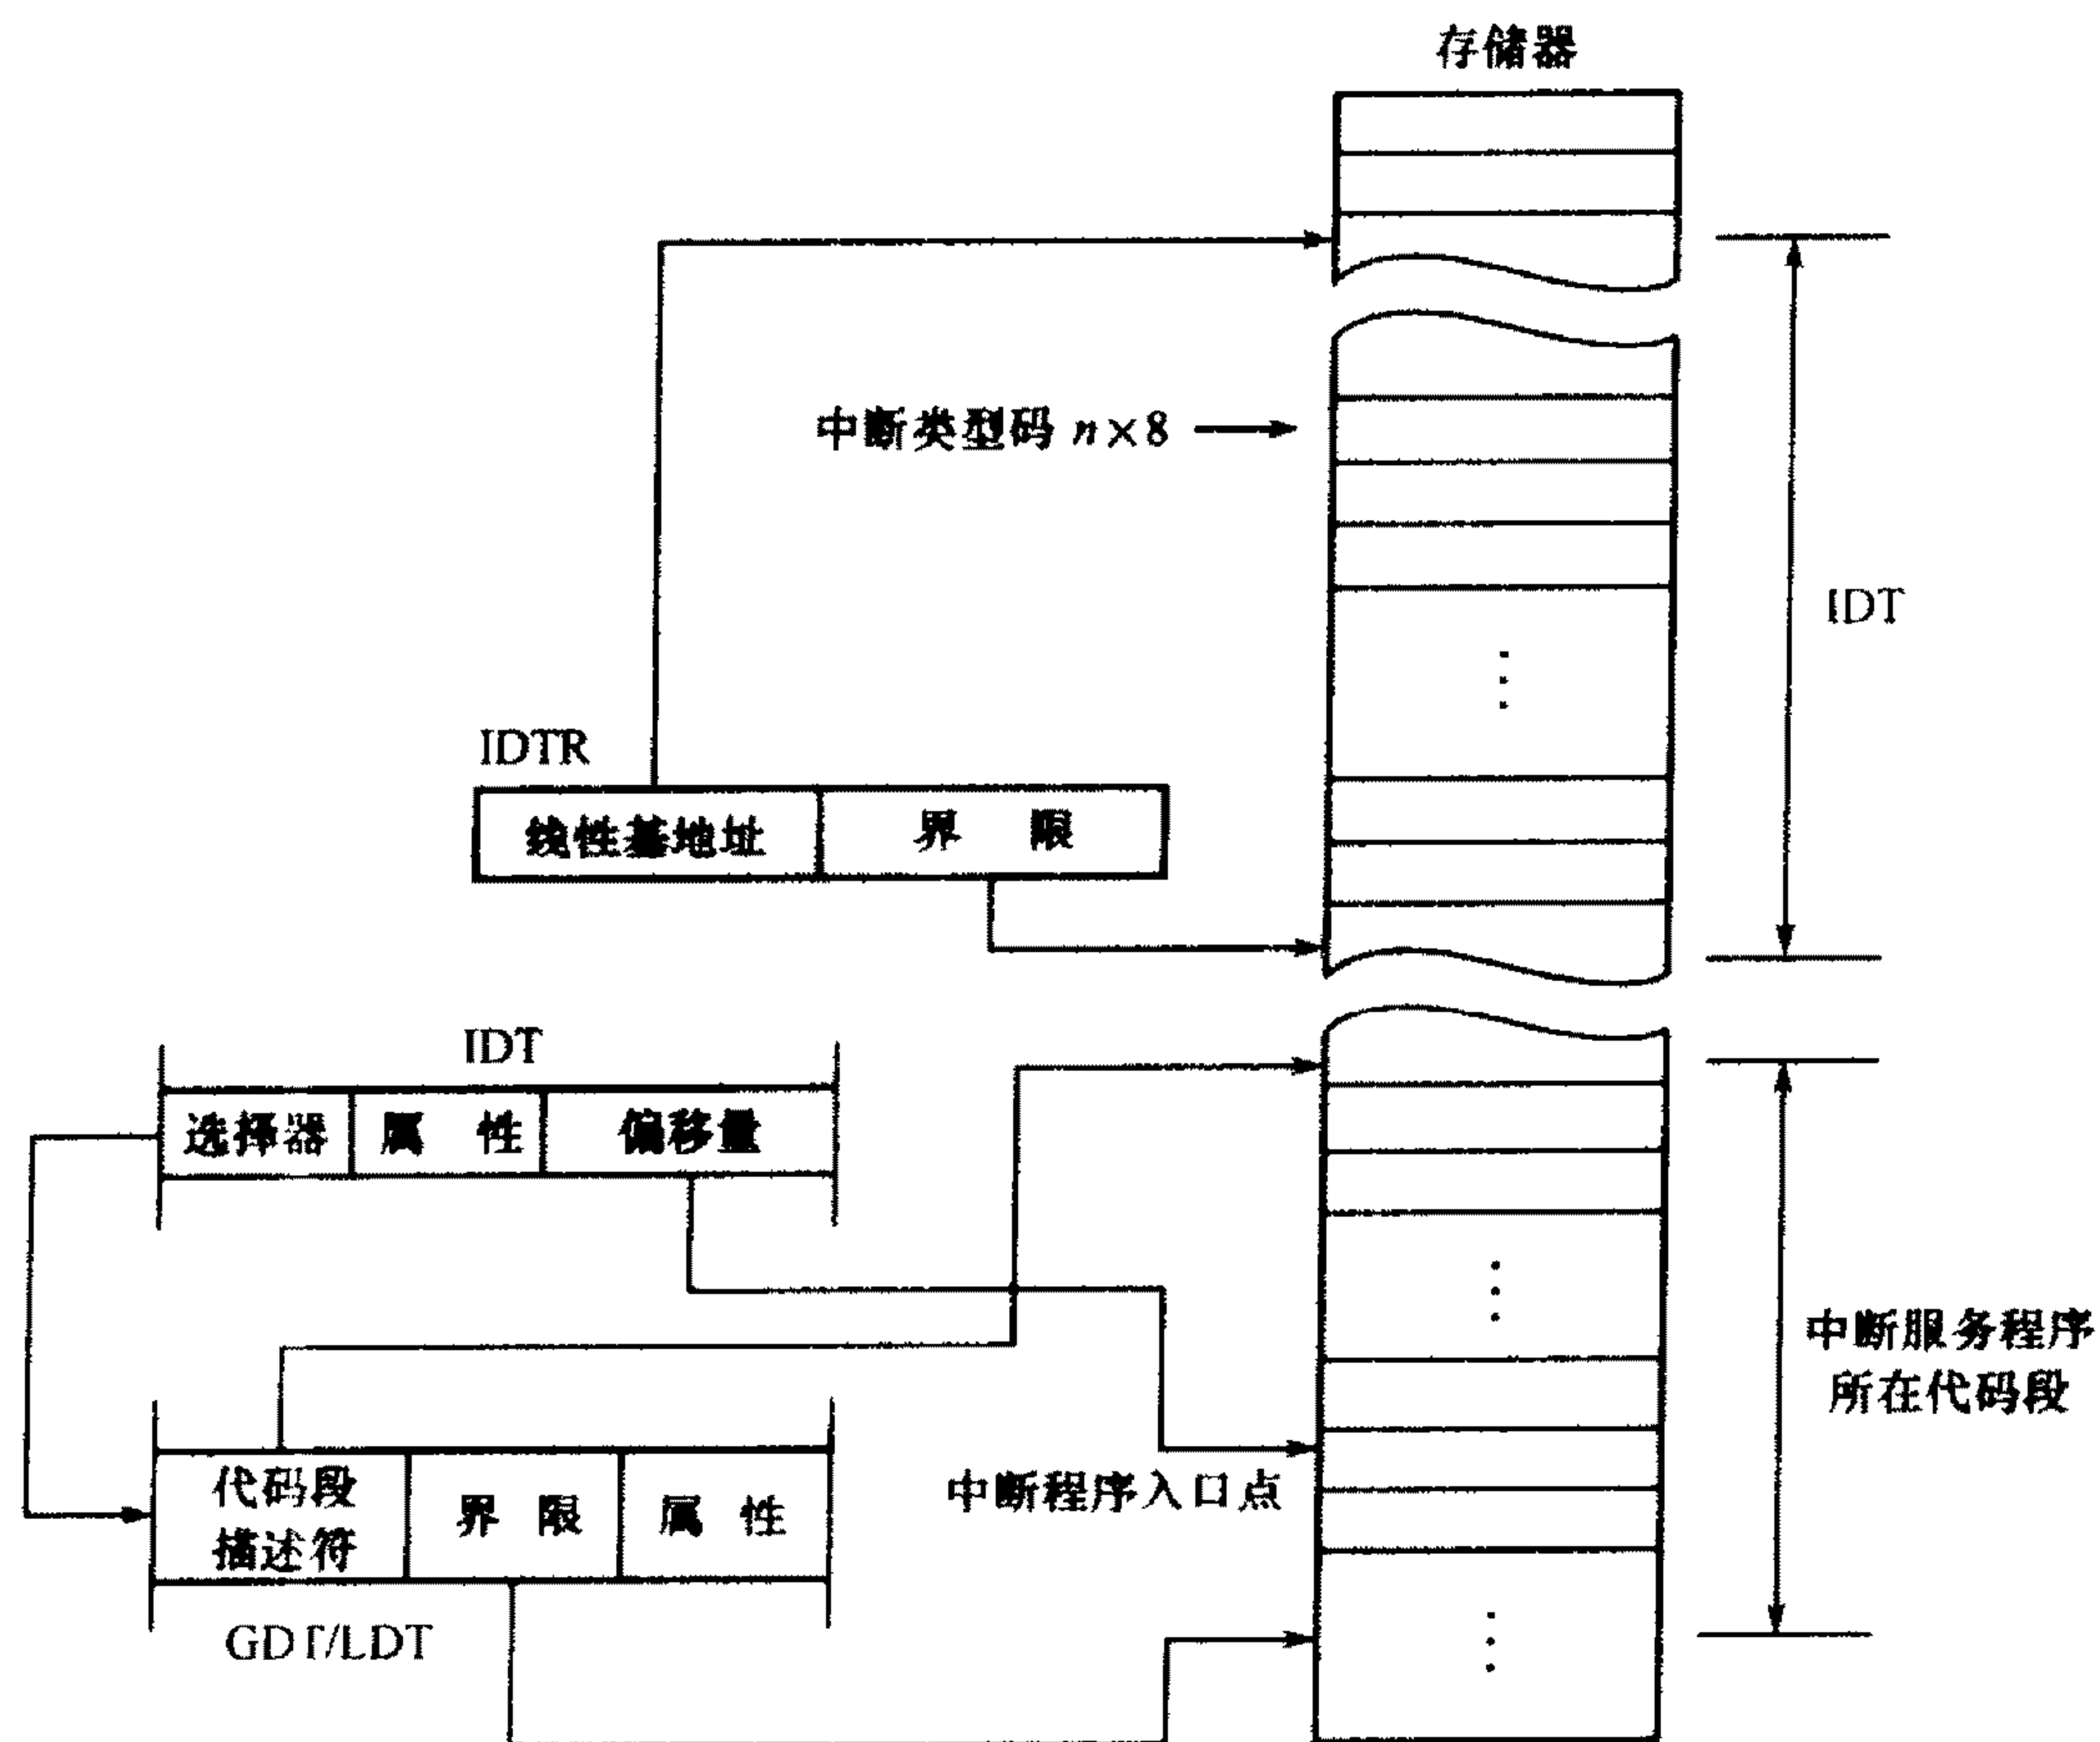 存储器
中断类型码 n×8
IDT
IDTR
线性基地址
界 限
IDT
选择器
属 性
偏移量
中断服务程序
所在代码段
代码段
描述符
界 限
属 性
中断程序入口点
GDT/LDT